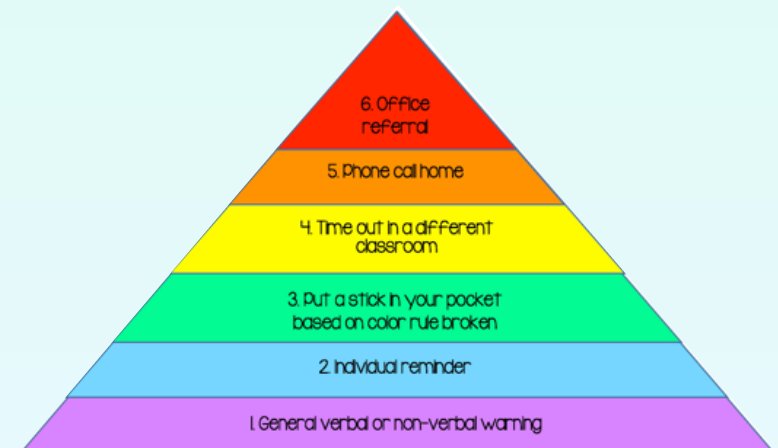 6. Office
referral
5. Phone call home
4. Time out in a different
classroom
3. Put a stick in your pocket
based on color rule broken
2. Individual reminder
1. General verbal or non-verbal warning